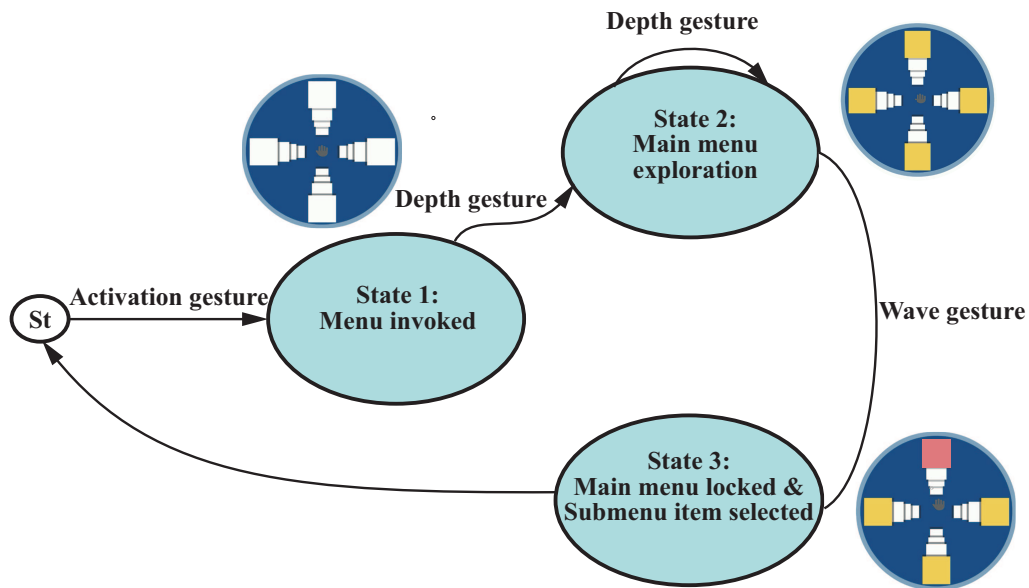 Depth gesture
State 2:
Main menu
exploration
Depth gesture
Activation gesture
State 1:
Menu invoked
St
Wave gesture
State 3:
Main menu locked &
Submenu item selected